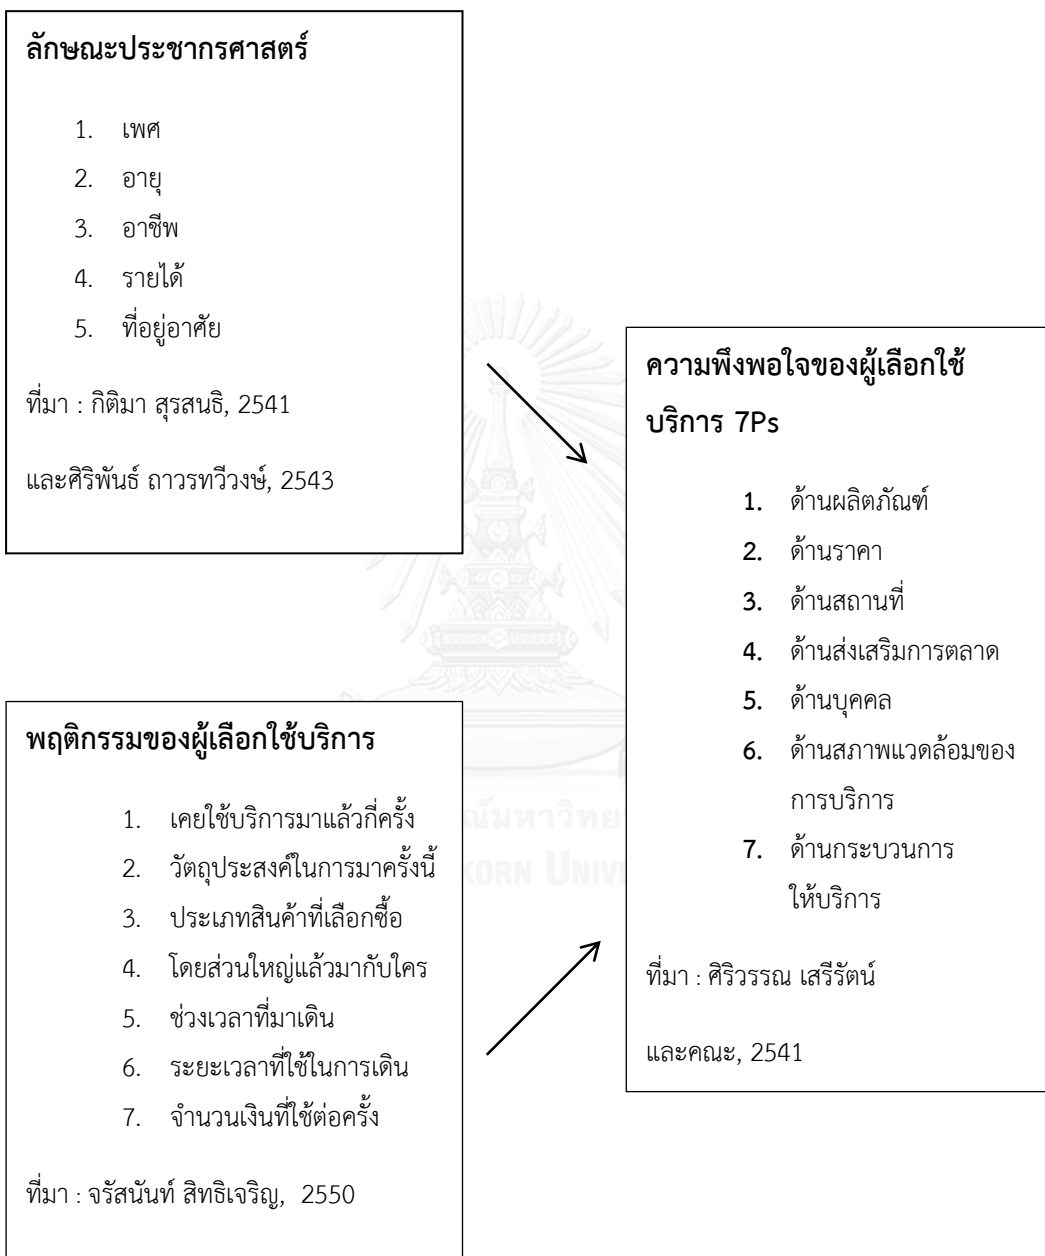 ลักษณะประชากรศาสตร์
1. เพศ
2. อายุ
3. อาชีพ
4. รายได้
5. ที่อยู่อาศัย
ที่มา : กิติมา สุรสนธิ, 2541
และศิริพันธ์ ถาวรทวีวงษ์, 2543
พฤติกรรมของผู้เลือกใช้บริการ
1. เคยใช้บริการมาแล้วกี่ครั้ง
2. วัตถุประสงค์ในการมาครั้งนี้
3. ประเภทสินค้าที่เลือกซื้อ
4. โดยส่วนใหญ่แล้วมากับใคร
5. ช่วงเวลาที่มาเดิน
6. ระยะเวลาที่ใช้ในการเดิน
7. จำนวนเงินที่ใช้ต่อครั้ง
ที่มา : จรัสนันท์ สิทธิเจริญ, 2550
ความพึงพอใจของผู้เลือกใช้
บริการ 7Ps
1. ด้านผลิตภัณฑ์
2. ด้านราคา
3. ด้านสถานที่
4. ด้านส่งเสริมการตลาด
5. ด้านบุคคล
6. ด้านสภาพแวดล้อมของ
การบริการ
7. ด้านกระบวนการ
ให้บริการ
ที่มา : ศิริวรรณ เสรีรัตน์
และคณะ, 2541